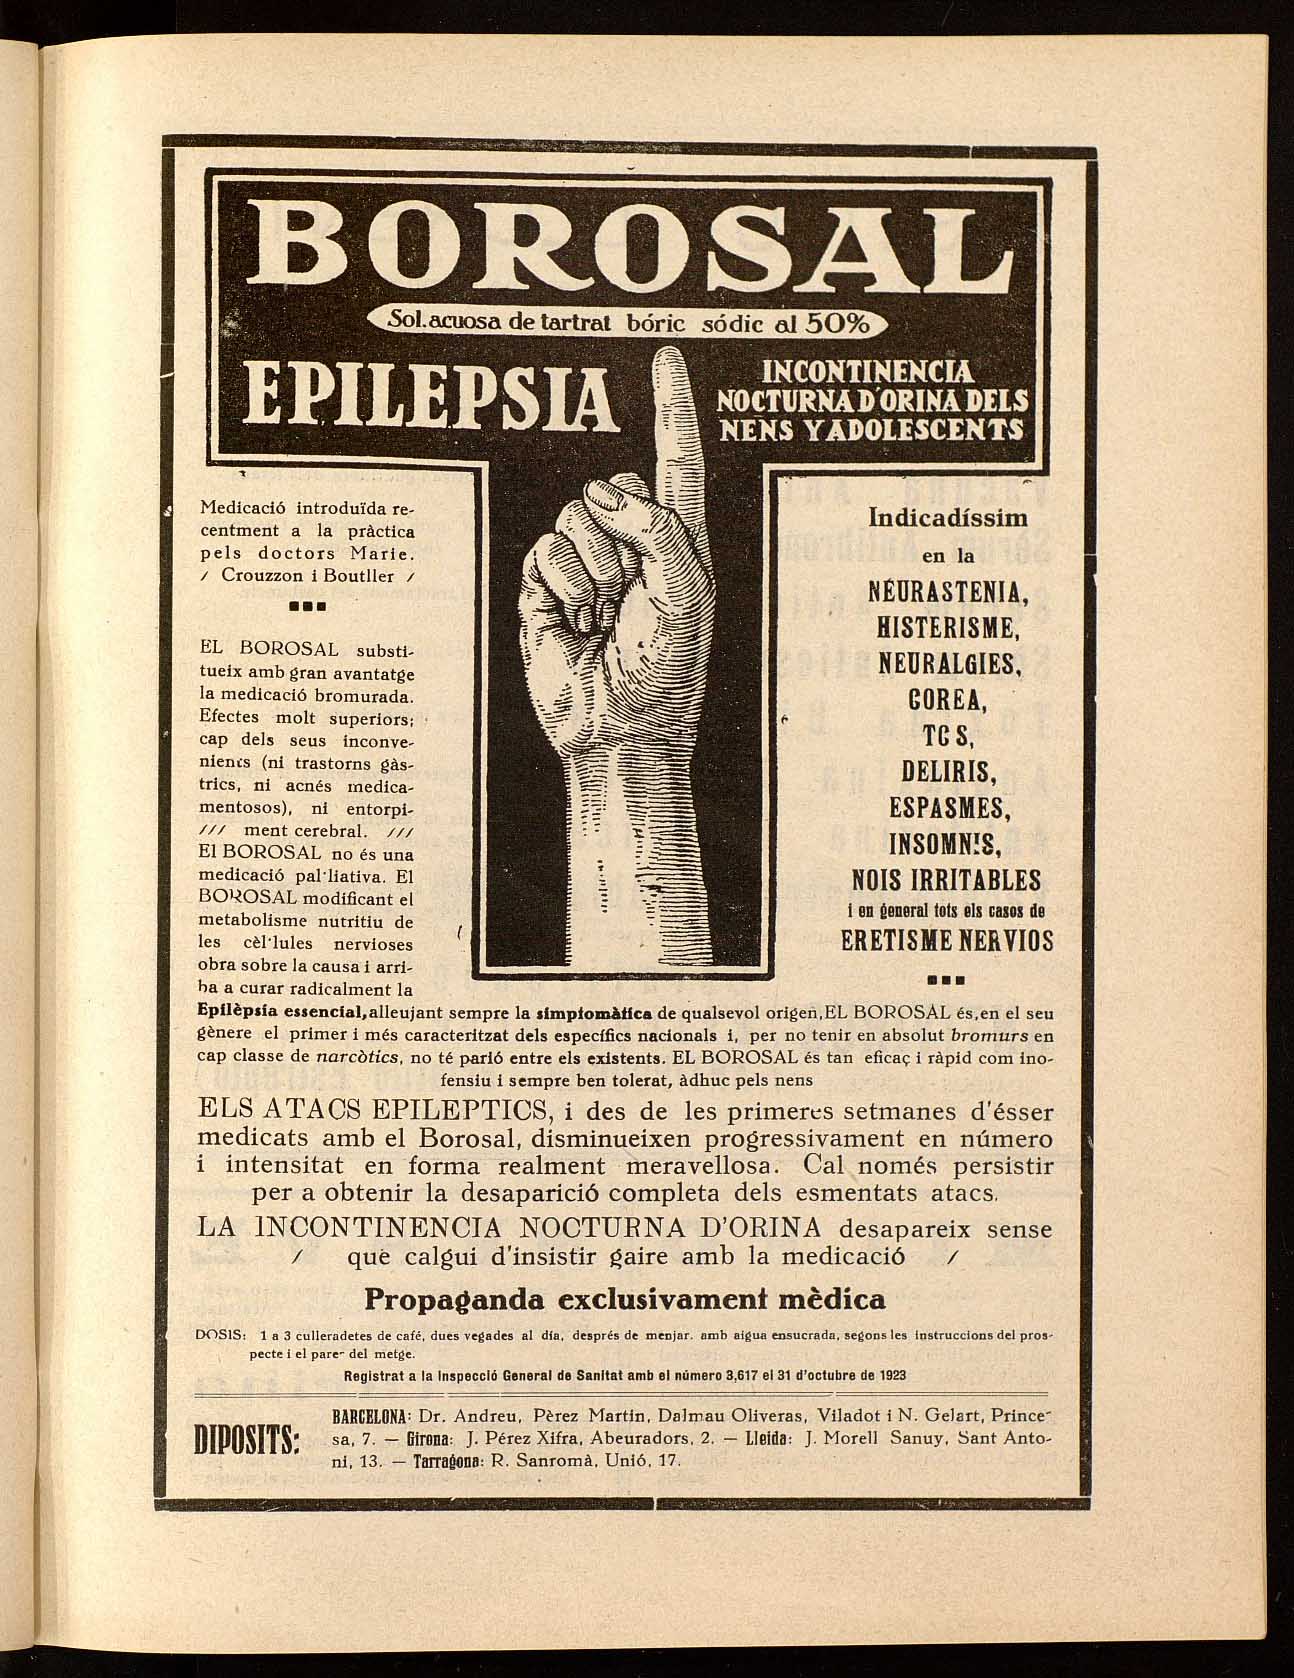 BOROSAL
Sol. acuosa de tartrat bóric sódic al 50%
EPILEPSIA
INCONTINENCIA
NOCTURNA D'ORINA DELS
NENS Y ADOLESCENTS
Medicació introduïda re-
centment a la pràctica
pels doctors Marie.
/ Crouzzon i Boutller /
EL BOROSAL substi-
tueix amb gran avantatge
la medicació bromurada.
Efectes molt superiors;
cap dels seus inconve-
nients (ni trastorns gàs-
trics, ni acnés medica-
mentosos), ni entorpi-
/// ment cerebral. ///
El BOROSAL no és una
medicació pal·liativa. El
BOROSAL modificant el
metabolisme nutritiu de
les cèl·lules nervioses
obra sobre la causa i arri-
ba a curar radicalment la
Indicadíssim
en la
NEURASTENIA,
HISTERISME,
NEURALGIES,
COREA,
TOS,
DELIRIS,
ESPASMES,
INSOMNIS,
NOIS IRRITABLES
i en general tots els casos de
ERETISME NERVIOS
Epilèpsia essencial, alleujant sempre la simptomàtica de qualsevol origen, EL BOROSAL és, en el seu
gènere el primer i més caracteritzat dels específics nacionals i, per no tenir en absolut bromurs en
cap classe de narcòtics, no té parió entre els existents. EL BOROSAL és tan eficaç i ràpid com ino-
fensiu i sempre ben tolerat, àdhuc pels nens
ELS ATACS EPILEPTICS, i des de les primeres setmanes d'ésser
medicats amb el Borosal, disminueixen progressivament en número
i intensitat en forma realment meravellosa. Cal només persistir
per a obtenir la desaparició completa dels esmentats atacs.
LA INCONTINENCIA NOCTURNA D'ORINA desapareix sense
/ que calgui d'insistir gaire amb la medicació /
Propaganda exclusivament mèdica
DOSIS: 1 a 3 culleradetes de café, dues vegades al día, després de menjar. amb aigua ensucrada, segons les instruccions del pros-
pecte i el parer del metge.
Registrat a la Inspecció General de Sanitat amb el número 3,617 el 31 d'octubre de 1923
DIPOSITS:
BARCELONA: Dr. Andreu, Pèrez Martin, Dalmau Oliveras, Viladot i N. Gelart, Prince-
sa, 7. — Girona: J. Pérez Xifra, Abeuradors, 2. — Lleida: J. Morell Sanuy, Sant Anto-
ni, 13. — Tarragona: R. Sanromà, Unió, 17.